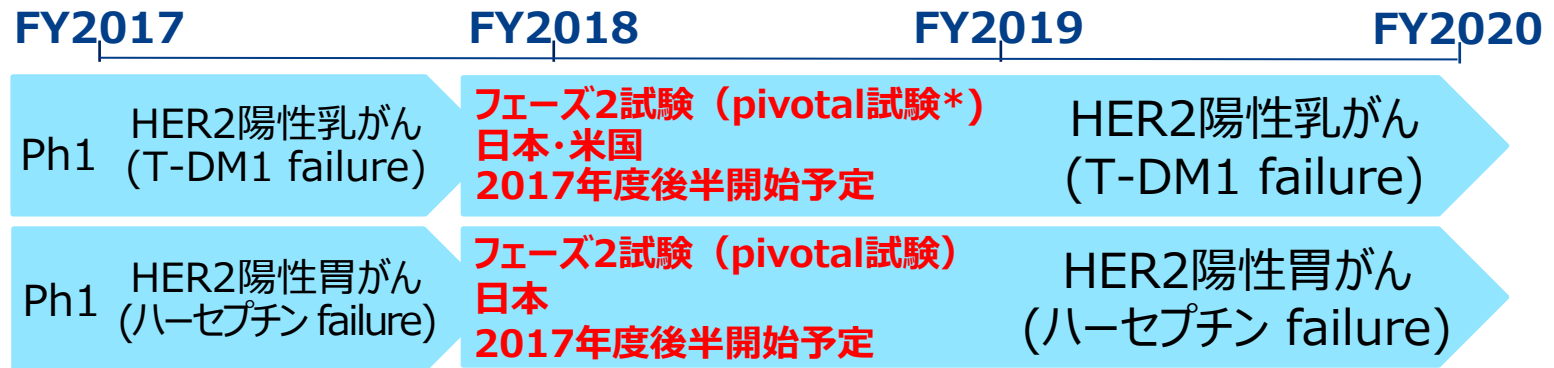 FY2017 FY2018 FY2019 FY2020
Ph1
HER2陽性乳がん
(T-DM1 failure)
フェーズ2試験（pivotal試験*)
日本・米国
2017年度後半開始予定
HER2陽性乳がん
(T-DM1 failure)
Ph1
HER2陽性胃がん
(ハーセプチン failure)
フェーズ2試験（pivotal試験）
日本
2017年度後半開始予定
HER2陽性胃がん
(ハーセプチン failure)